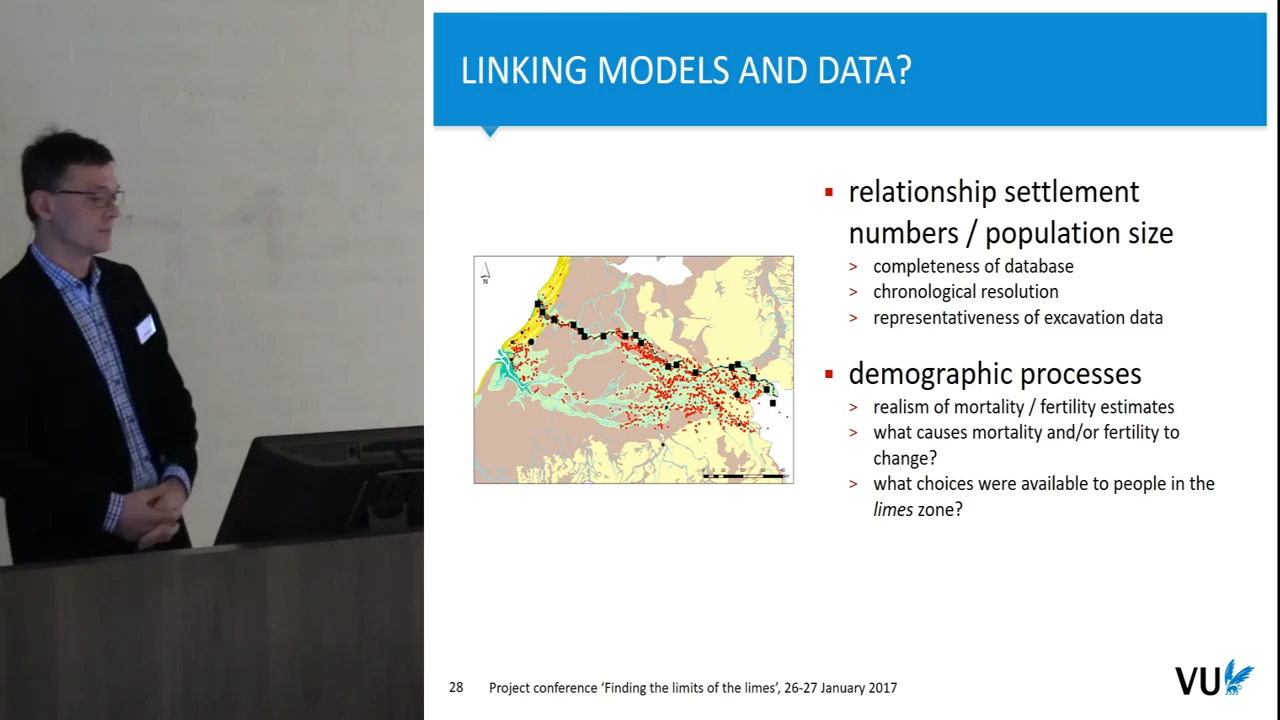 LINKING MODELS AND DATA?
▪ relationship settlement
numbers / population size
> completeness of database
> chronological resolution
> representativeness of excavation data
▪ demographic processes
> realism of mortality / fertility estimates
> what causes mortality and/or fertility to
change?
> what choices were available to people in the
limes zone?
N
28 Project conference ‘Finding the limits of the limes’, 26-27 January 2017
VU